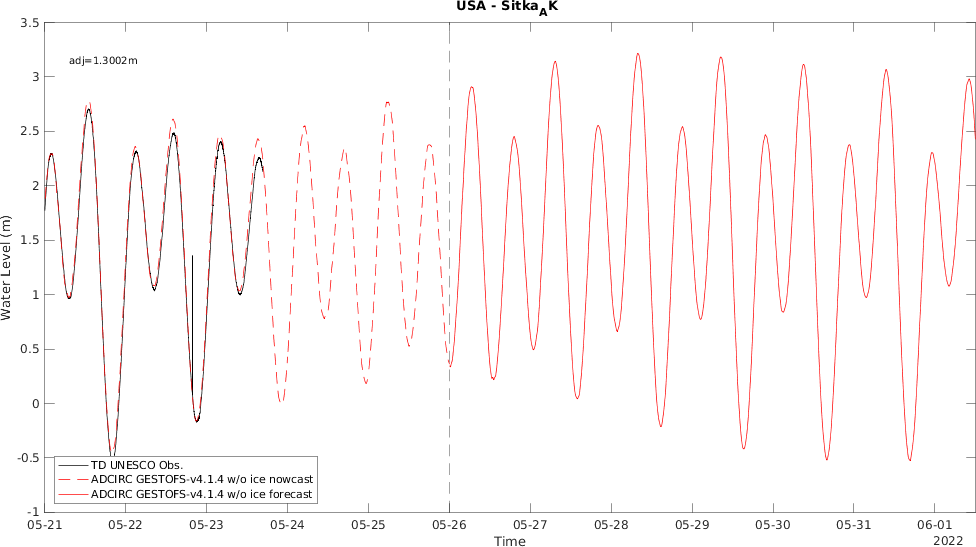 USA - Sitka_AK
3.5
adj=1.3002m
3
2.5
2
1.5
1
0.5
0
-0.5
-1
Water Level (m)
TD UNESCO Obs.
ADCIRC GESTOFS-v4.1.4 w/o ice nowcast
ADCIRC GESTOFS-v4.1.4 w/o ice forecast
05-21 05-22 05-23 05-24 05-25 05-26 05-27 05-28 05-29 05-30 05-31 06-01
Time
2022